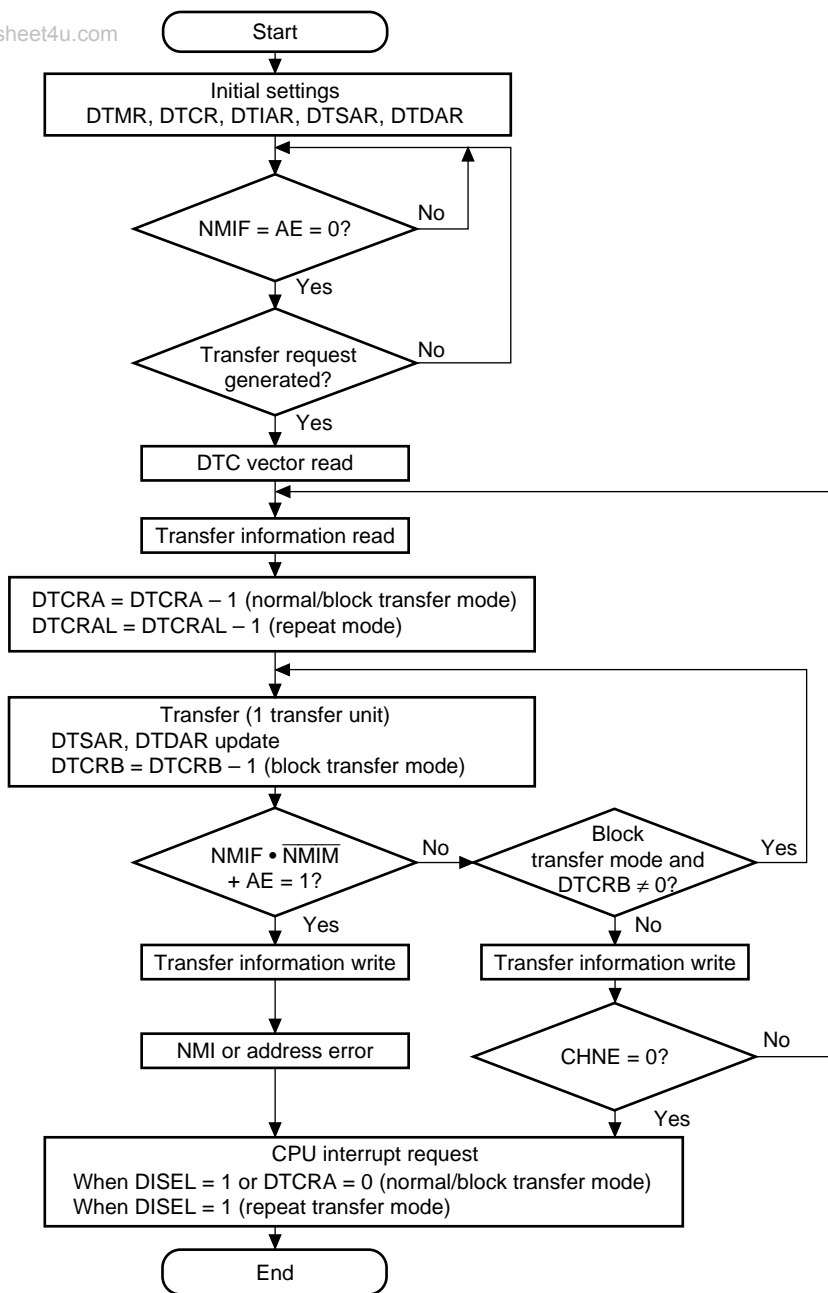 sheet4u.com
Start
Initial settings
DTMR, DTCR, DTIAR, DTSAR, DTDAR
NMIF = AE = 0?
No
Yes
Transfer request
generated?
No
Yes
DTC vector read
Transfer information read
DTCRA = DTCRA – 1 (normal/block transfer mode)
DTCRAL = DTCRAL – 1 (repeat mode)
Transfer (1 transfer unit)
DTSAR, DTDAR update
DTCRB = DTCRB – 1 (block transfer mode)
NMIF • N̅M̅I̅M̅
+ AE = 1?
No
Yes
Block
transfer mode and
DTCRB ≠ 0?
Yes
No
Transfer information write
Transfer information write
NMI or address error
CHNE = 0?
No
Yes
CPU interrupt request
When DISEL = 1 or DTCRA = 0 (normal/block transfer mode)
When DISEL = 1 (repeat transfer mode)
End